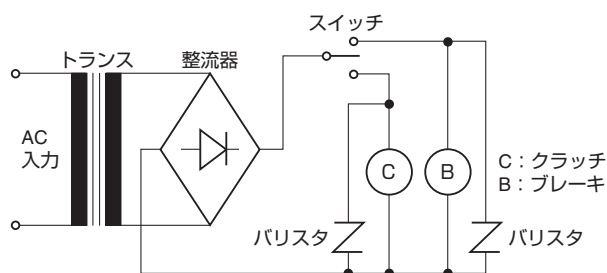 スイッチ
トランス
整流器
AC
入力
C
B
C：クラッチ
B：ブレーキ
バリスタ
バリスタ